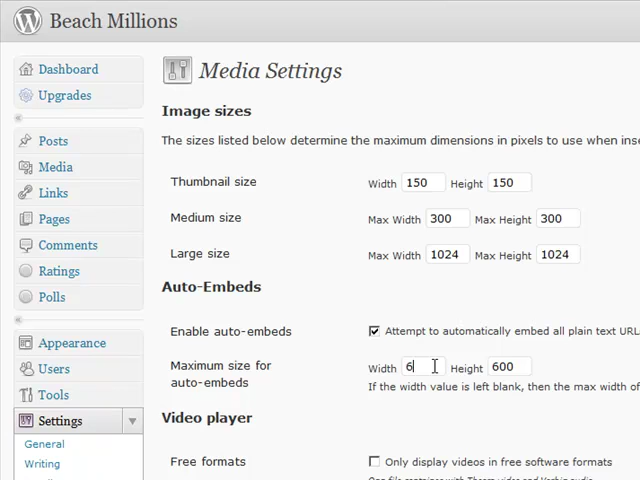 Beach Millions
Dashboard
Upgrades
Posts
Media
Links
Pages
Comments
Ratings
Polls
Appearance
Users
Tools
Settings
General
Writing
Media Settings
Image sizes
The sizes listed below determine the maximum dimensions in pixels to use when inse
Thumbnail size Width 150 Height 150
Medium size Max Width 300 Max Height 300
Large size Max Width 1024 Max Height 1024
Auto-Embeds
Enable auto-embeds Attempt to automatically embed all plain text URL
Maximum size for
auto-embeds
Width 6 Height 600
If the width value is left blank, then the max width of
Video player
Free formats Only display videos in free software formats